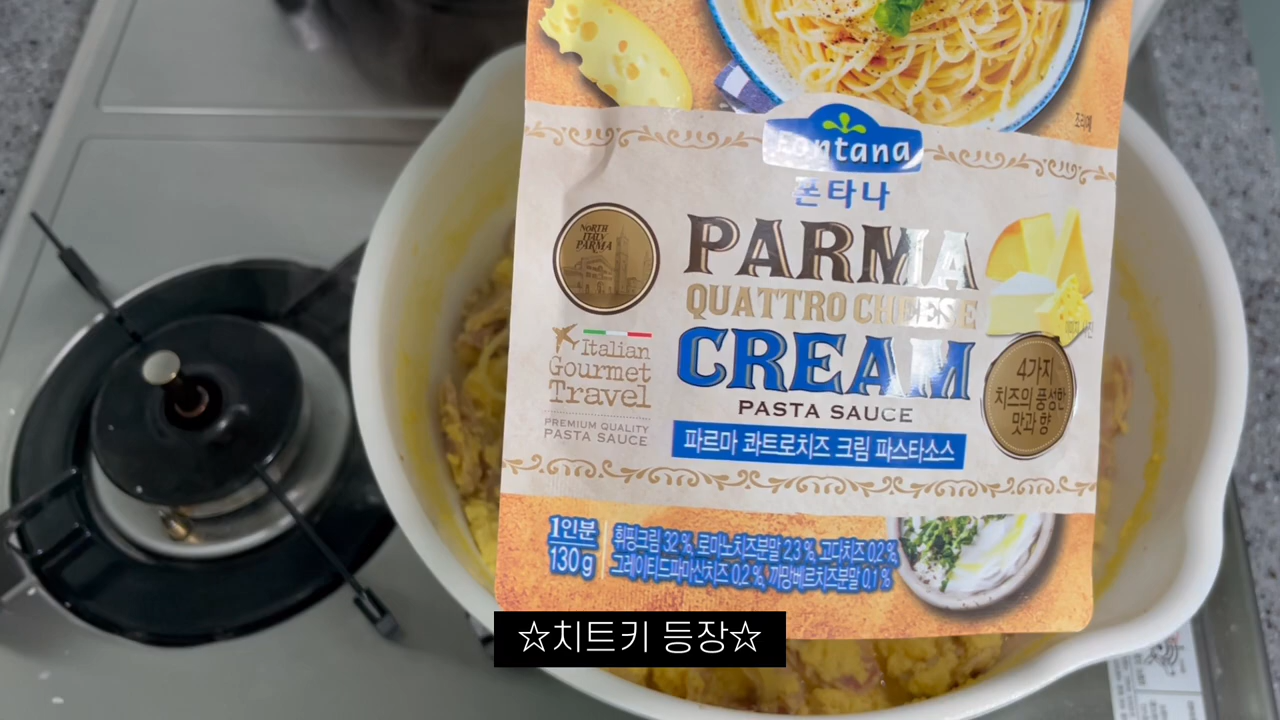 조리예
Fontana
폰타나
NORTH
ITALY
PARMA
PARMA
QUATTRO CHEESE
CREAM
PASTA SAUCE
Italian
Gourmet
Travel
PREMIUM QUALITY
PASTA SAUCE
4가지
치즈의 풍성한
맛과 향
파르마 콰트로치즈 크림 파스타소스
1인분
130 g
휘핑크림 32 %, 로마노치즈분말 2.3 %, 고다치즈 0.2 %,
그레이티드파마산치즈 0.2 %, 까망베르치즈분말 0.1 %
☆치트키 등장☆